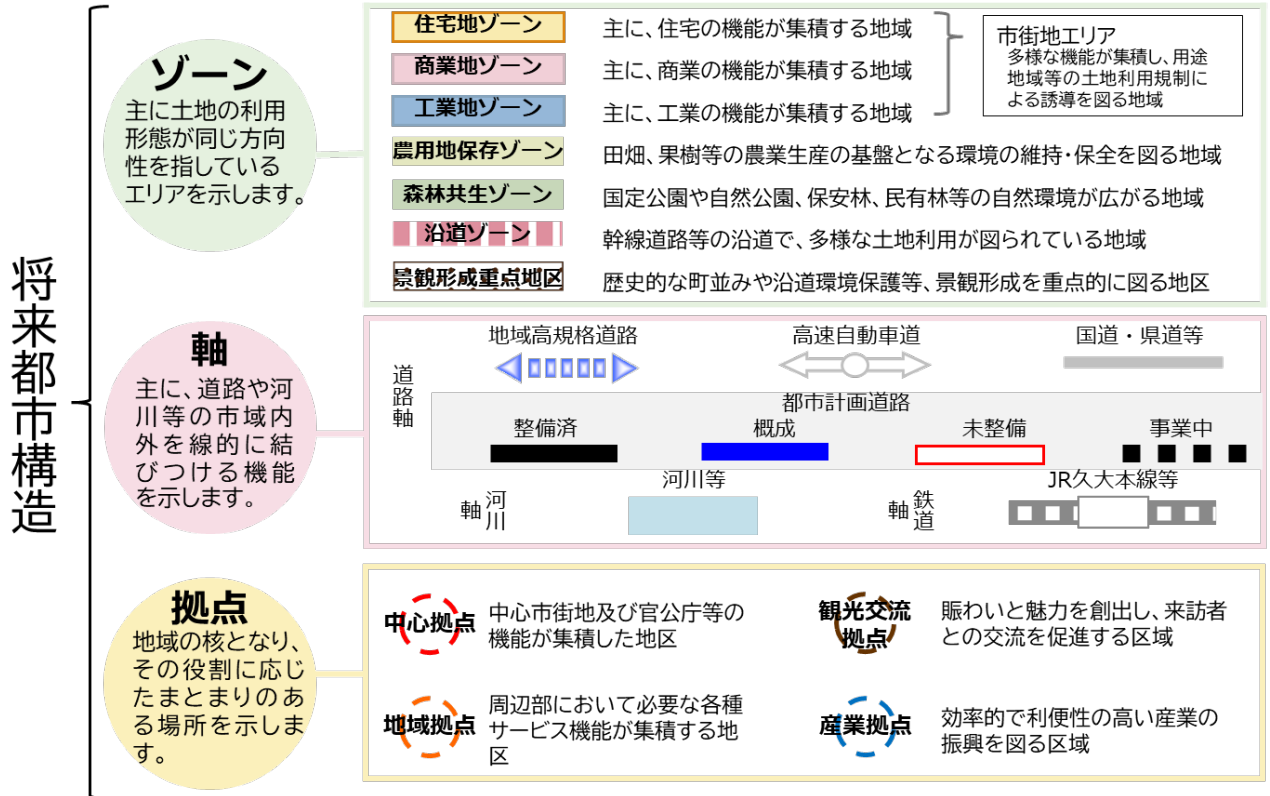 将来都市構造
ゾーン
主に土地の利用
形態が同じ方向
性を指している
エリアを示します。
住宅地ゾーン
主に、住宅の機能が集積する地域
商業地ゾーン
主に、商業の機能が集積する地域
工業地ゾーン
主に、工業の機能が集積する地域
市街地エリア
多様な機能が集積し、用途
地域等の土地利用規制に
よる誘導を図る地域
農用地保存ゾーン
田畑、果樹等の農業生産の基盤となる環境の維持・保全を図る地域
森林共生ゾーン
国定公園や自然公園、保安林、民有林等の自然環境が広がる地域
沿道ゾーン
幹線道路等の沿道で、多様な土地利用が図られている地域
景観形成重点地区
歴史的な町並みや沿道環境保護等、景観形成を重点的に図る地区
軸
主に、道路や河
川等の市域内
外を線的に結
びつける機能
を示します。
道路軸
地域高規格道路
高速自動車道
国道・県道等
都市計画道路
整備済
概成
未整備
事業中
河川軸
河川等
鉄道軸
JR久大本線等
拠点
地域の核となり、
その役割に応じ
たまとまりのあ
る場所を示しま
す。
中心拠点
中心市街地及び官公庁等の
機能が集積した地区
観光交流
拠点
賑わいと魅力を創出し、来訪者
との交流を促進する区域
地域拠点
周辺部において必要な各種
サービス機能が集積する地
区
産業拠点
効率的で利便性の高い産業の
振興を図る区域